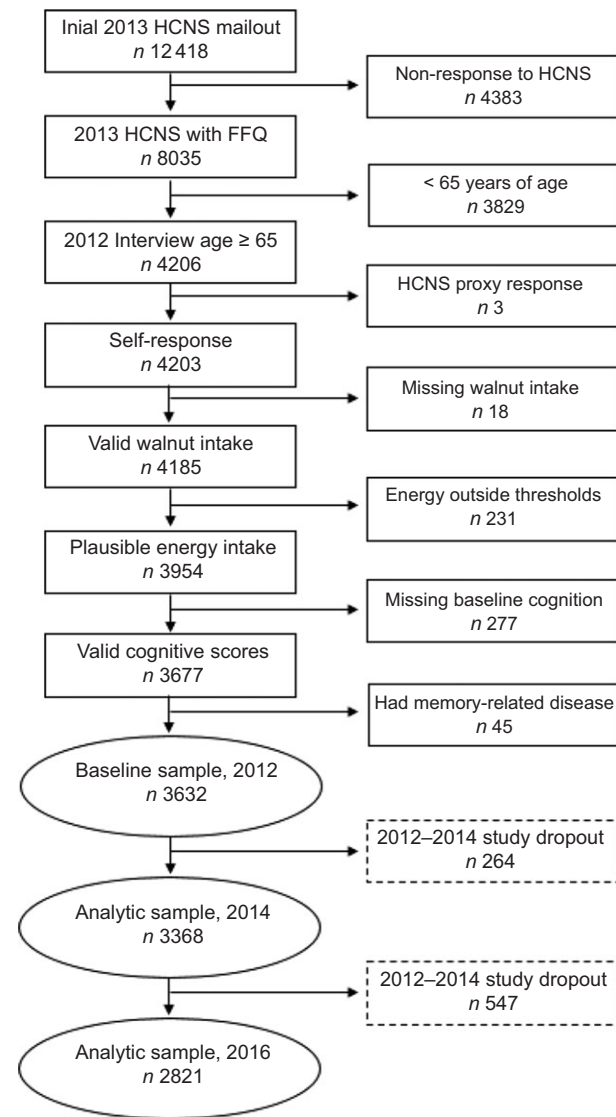 Inial 2013 HCNS mailout
n 12 418
Non-response to HCNS
n 4383
2013 HCNS with FFQ
n 8035
< 65 years of age
n 3829
2012 Interview age ≥ 65
n 4206
HCNS proxy response
n 3
Self-response
n 4203
Missing walnut intake
n 18
Valid walnut intake
n 4185
Energy outside thresholds
n 231
Plausible energy intake
n 3954
Missing baseline cognition
n 277
Valid cognitive scores
n 3677
Had memory-related disease
n 45
Baseline sample, 2012
n 3632
2012–2014 study dropout
n 264
Analytic sample, 2014
n 3368
2012–2014 study dropout
n 547
Analytic sample, 2016
n 2821